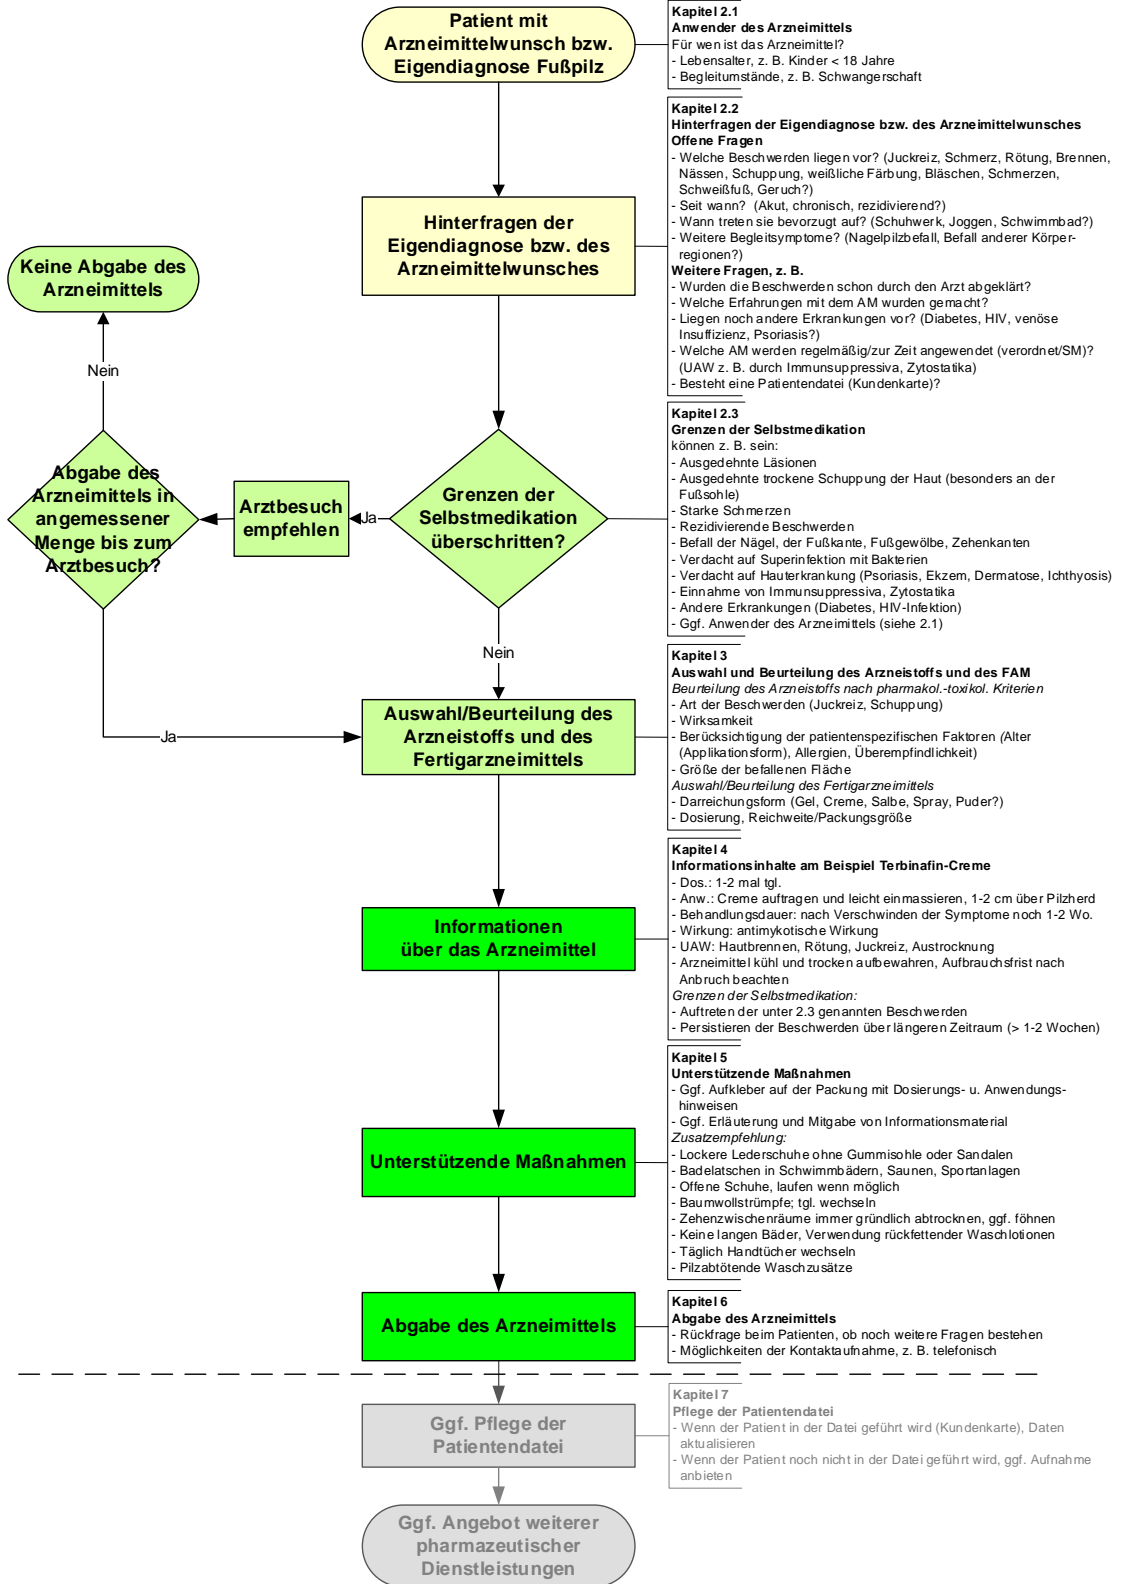 Patient mit
Arzneimittelwunsch bzw.
Eigendiagnose Fußpilz
Kapitel 2.1
Anwender des Arzneimittels
Für wen ist das Arzneimittel?
- Lebensalter, z. B. Kinder < 18 Jahre
- Begleitumstände, z. B. Schwangerschaft
Hinterfragen der
Eigendiagnose bzw. des
Arzneimittelwunsches
Kapitel 2.2
Hinterfragen der Eigendiagnose bzw. des Arzneimittelwunsches
Offene Fragen
- Welche Beschwerden liegen vor? (Juckreiz, Schmerz, Rötung, Brennen,
Nässen, Schuppung, weißliche Färbung, Bläschen, Schmerzen,
Schweißfuß, Geruch?)
- Seit wann? (Akut, chronisch, rezidivierend?)
- Wann treten sie bevorzugt auf? (Schuhwerk, Joggen, Schwimmbad?)
- Weitere Begleitsymptome? (Nagelpilzbefall, Befall anderer Körper-
regionen?)
Weitere Fragen, z. B.
- Wurden die Beschwerden schon durch den Arzt abgeklärt?
- Welche Erfahrungen mit dem AM wurden gemacht?
- Liegen noch andere Erkrankungen vor? (Diabetes, HIV, venöse
Insuffizienz, Psoriasis?)
- Welche AM werden regelmäßig/zur Zeit angewendet (verordnet/SM)?
(UAW z. B. durch Immunsuppressiva, Zytostatika)
- Besteht eine Patientendatei (Kundenkarte)?
Keine Abgabe des
Arzneimittels
Nein
Abgabe des
Arzneimittels in
angemessener
Menge bis zum
Arztbesuch?
Arztbesuch
empfehlen
Ja
Grenzen der
Selbstmedikation
überschritten?
Kapitel 2.3
Grenzen der Selbstmedikation
können z. B. sein:
- Ausgedehnte Läsionen
- Ausgedehnte trockene Schuppung der Haut (besonders an der
Fußsohle)
- Starke Schmerzen
- Rezidivierende Beschwerden
- Befall der Nägel, der Fußkante, Fußgewölbe, Zehenkanten
- Verdacht auf Superinfektion mit Bakterien
- Verdacht auf Hauterkrankung (Psoriasis, Ekzem, Dermatose, Ichthyosis)
- Einnahme von Immunsuppressiva, Zytostatika
- Andere Erkrankungen (Diabetes, HIV-Infektion)
- Ggf. Anwender des Arzneimittels (siehe 2.1)
Nein
Ja
Auswahl/Beurteilung des
Arzneistoffs und des
Fertigarzneimittels
Kapitel 3
Auswahl und Beurteilung des Arzneistoffs und des FAM
Beurteilung des Arzneistoffs nach pharmakol.-toxikol. Kriterien
- Art der Beschwerden (Juckreiz, Schuppung)
- Wirksamkeit
- Berücksichtigung der patientenspezifischen Faktoren (Alter
(Applikationsform), Allergien, Überempfindlichkeit)
- Größe der befallenen Fläche
Auswahl/Beurteilung des Fertigarzneimittels
- Darreichungsform (Gel, Creme, Salbe, Spray, Puder?)
- Dosierung, Reichweite/Packungsgröße
Informationen
über das Arzneimittel
Kapitel 4
Informationsinhalte am Beispiel Terbinafin-Creme
- Dos.: 1-2 mal tgl.
- Anw.: Creme auftragen und leicht einmassieren, 1-2 cm über Pilzherd
- Behandlungsdauer: nach Verschwinden der Symptome noch 1-2 Wo.
- Wirkung: antimykotische Wirkung
- UAW: Hautbrennen, Rötung, Juckreiz, Austrocknung
- Arzneimittel kühl und trocken aufbewahren, Aufbrauchsfrist nach
Anbruch beachten
Grenzen der Selbstmedikation:
- Auftreten der unter 2.3 genannten Beschwerden
- Persistieren der Beschwerden über längeren Zeitraum (> 1-2 Wochen)
Unterstützende Maßnahmen
Kapitel 5
Unterstützende Maßnahmen
- Ggf. Aufkleber auf der Packung mit Dosierungs- u. Anwendungs-
hinweisen
- Ggf. Erläuterung und Mitgabe von Informationsmaterial
Zusatzempfehlung:
- Lockere Lederschuhe ohne Gummisohle oder Sandalen
- Badelatschen in Schwimmbädern, Saunen, Sportanlagen
- Offene Schuhe, laufen wenn möglich
- Baumwollstrümpfe; tgl. wechseln
- Zehenzwischenräume immer gründlich abtrocknen, ggf. föhnen
- Keine langen Bäder, Verwendung rückfettender Waschlotionen
- Täglich Handtücher wechseln
- Pilzabtötende Waschzusätze
Abgabe des Arzneimittels
Kapitel 6
Abgabe des Arzneimittels
- Rückfrage beim Patienten, ob noch weitere Fragen bestehen
- Möglichkeiten der Kontaktaufnahme, z. B. telefonisch
Ggf. Pflege der
Patientendatei
Kapitel 7
Pflege der Patientendatei
- Wenn der Patient in der Datei geführt wird (Kundenkarte), Daten
aktualisieren
- Wenn der Patient noch nicht in der Datei geführt wird, ggf. Aufnahme
anbieten
Ggf. Angebot weiterer
pharmazeutischer
Dienstleistungen